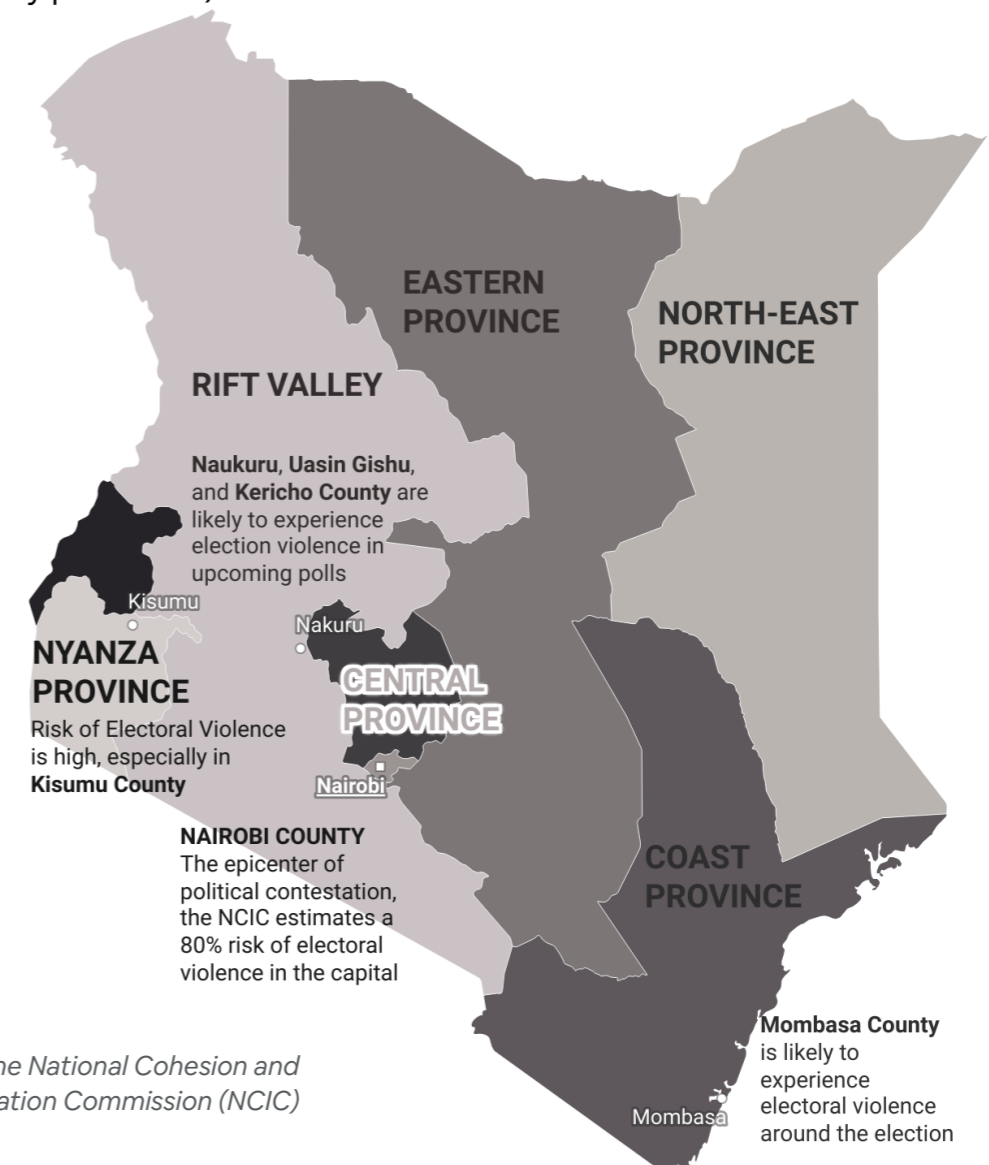 EASTERN
PROVINCE
NORTH-EAST
PROVINCE
RIFT VALLEY
Naukuru, Uasin Gishu,
and Kericho County are
likely to experience
election violence in
upcoming polls
Kisumu
Nakuru
NYANZA
PROVINCE
Risk of Electoral Violence
is high, especially in
Kisumu County
CENTRAL
PROVINCE
Nairobi
NAIROBI COUNTY
The epicenter of
political contestation,
the NCIC estimates a
80% risk of electoral
violence in the capital
COAST
PROVINCE
Mombasa County
is likely to
experience
electoral violence
around the election
Mombasa
National Cohesion and
Commission (NCIC)